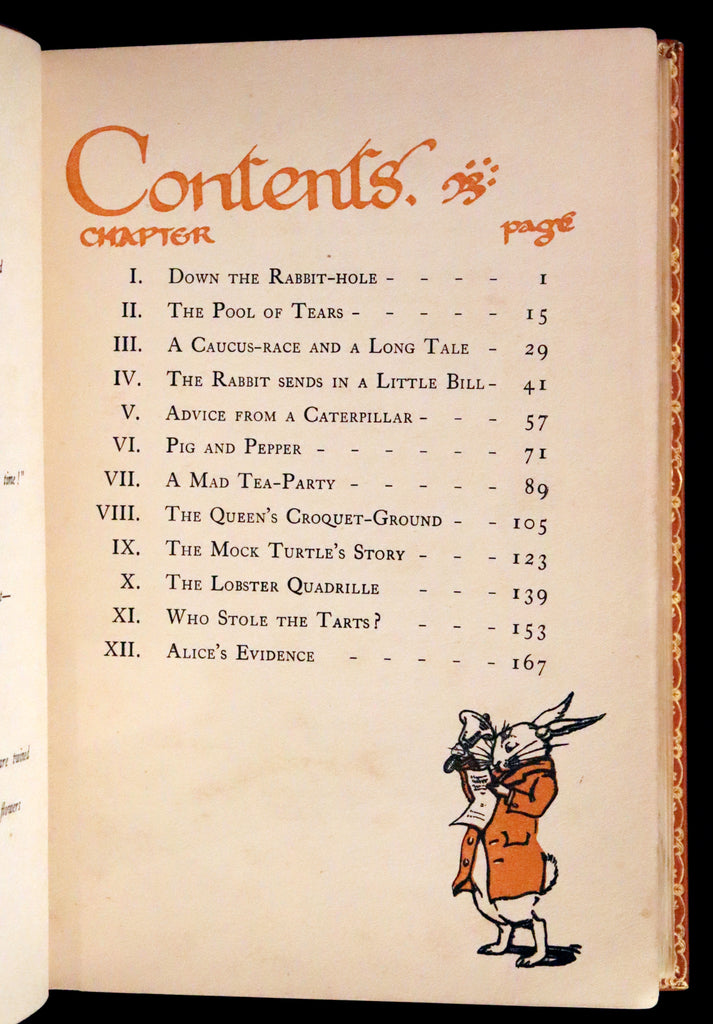 Contents.
CHAPTER page
I. Down the Rabbit-hole - - - - 1
II. The Pool of Tears - - - - - 15
III. A Caucus-race and a Long Tale - 29
IV. The Rabbit sends in a Little Bill - 41
V. Advice from a Caterpillar - - - 57
VI. Pig and Pepper - - - - - - 71
VII. A Mad Tea-Party - - - - - 89
VIII. The Queen's Croquet-Ground - - 105
IX. The Mock Turtle's Story - - - 123
X. The Lobster Quadrille - - - 139
XI. Who Stole the Tarts? - - - 153
XII. Alice's Evidence - - - - - 167
time!"
twined
flowers